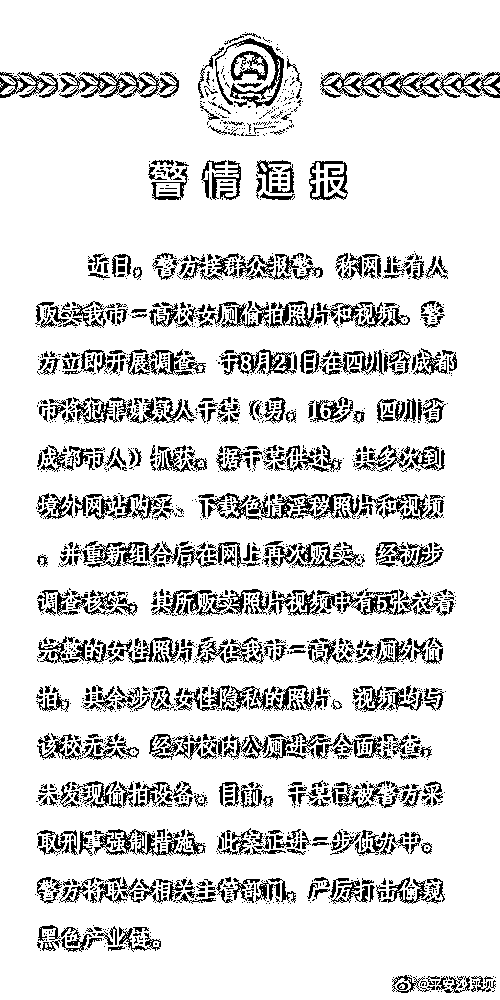 警情通报
近日，警方接群众报警，称网上有人
贩卖我市一高校女厕偷拍照片和视频。警
方立即开展调查，于8月21日在四川省成都
市将犯罪嫌疑人干某（男，16岁，四川省
成都市人）抓获。据干某供述，其多次到
境外网站购买、下载色情淫秽照片和视频
，并重新组合后在网上再次贩卖。经初步
调查核实，其所贩卖照片视频中有5张衣着
完整的女性照片系在我市一高校女厕外偷
拍，其余涉及女性隐私的照片、视频均与
该校无关。经对校内公厕进行全面排查，
未发现偷拍设备。目前，干某已被警方采
取刑事强制措施，此案正进一步侦办中。
警方将联合相关主管部门，严厉打击偷窥
黑色产业链。
@平安沙坪坝